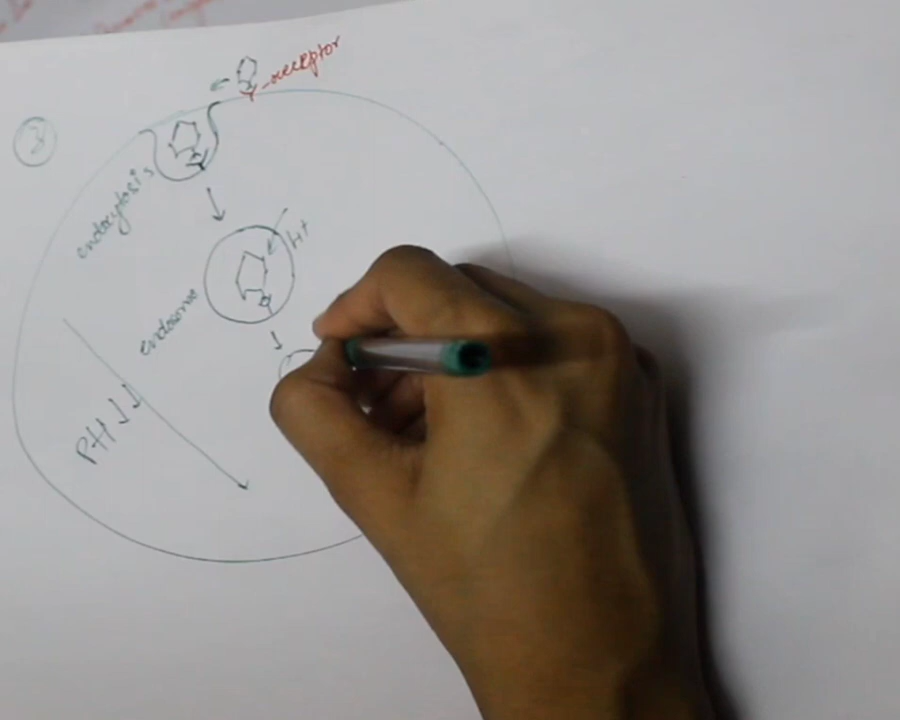 receptor
3
endocytosis
H+
endosome
PH↓↓